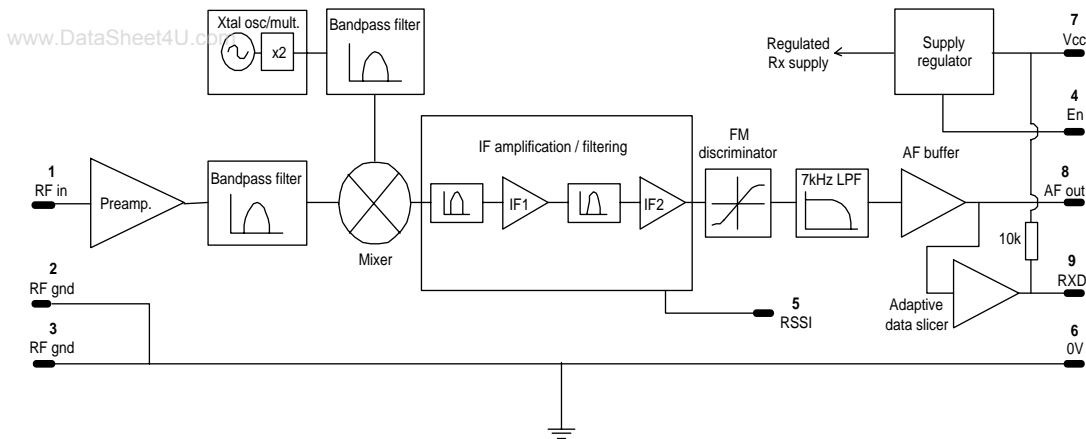 www.DataSheet4U.com
Xtal osc/mult.
x2
Bandpass filter
Regulated
Rx supply
Supply
regulator
7
Vcc
4
En
1
RF in
Preamp.
Bandpass filter
Mixer
IF amplification / filtering
IF1
IF2
FM
discriminator
7kHz LPF
AF buffer
8
AF out
10k
9
RXD
Adaptive
data slicer
2
RF gnd
5
RSSI
3
RF gnd
6
0V